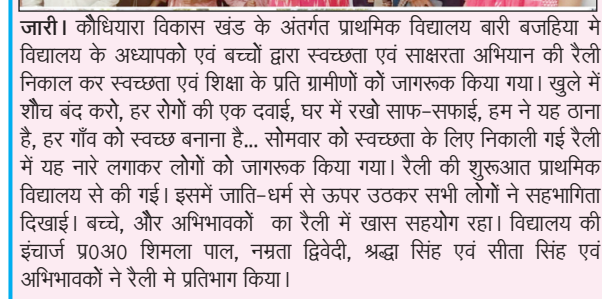 जारी। कौधियारा विकास खंड के अंतर्गत प्राथमिक विद्यालय बारी बजहिया मे
विद्यालय के अध्यापको एवं बच्चों द्वारा स्वच्छता एवं साक्षरता अभियान की रैली
निकाल कर स्वच्छता एवं शिक्षा के प्रति ग्रामीणों कों जागरूक किया गया। खुले में
शौच बंद करो, हर रोगों की एक दवाई, घर में रखो साफ-सफाई, हम ने यह ठाना
है, हर गाँव को स्वच्छ बनाना है... सोमवार को स्वच्छता के लिए निकाली गई रैली
में यह नारे लगाकर लोगों को जागरूक किया गया। रैली की शुरूआत प्राथमिक
विद्यालय से की गई। इसमें जाति-धर्म से ऊपर उठकर सभी लोगों ने सहभागिता
दिखाई। बच्चे, और अभिभावकों का रैली में खास सहयोग रहा। विद्यालय की
इंचार्ज प्र०अ० शिमला पाल, नम्रता द्विवेदी, श्रद्धा सिंह एवं सीता सिंह एवं
अभिभावकों ने रैली मे प्रतिभाग किया।